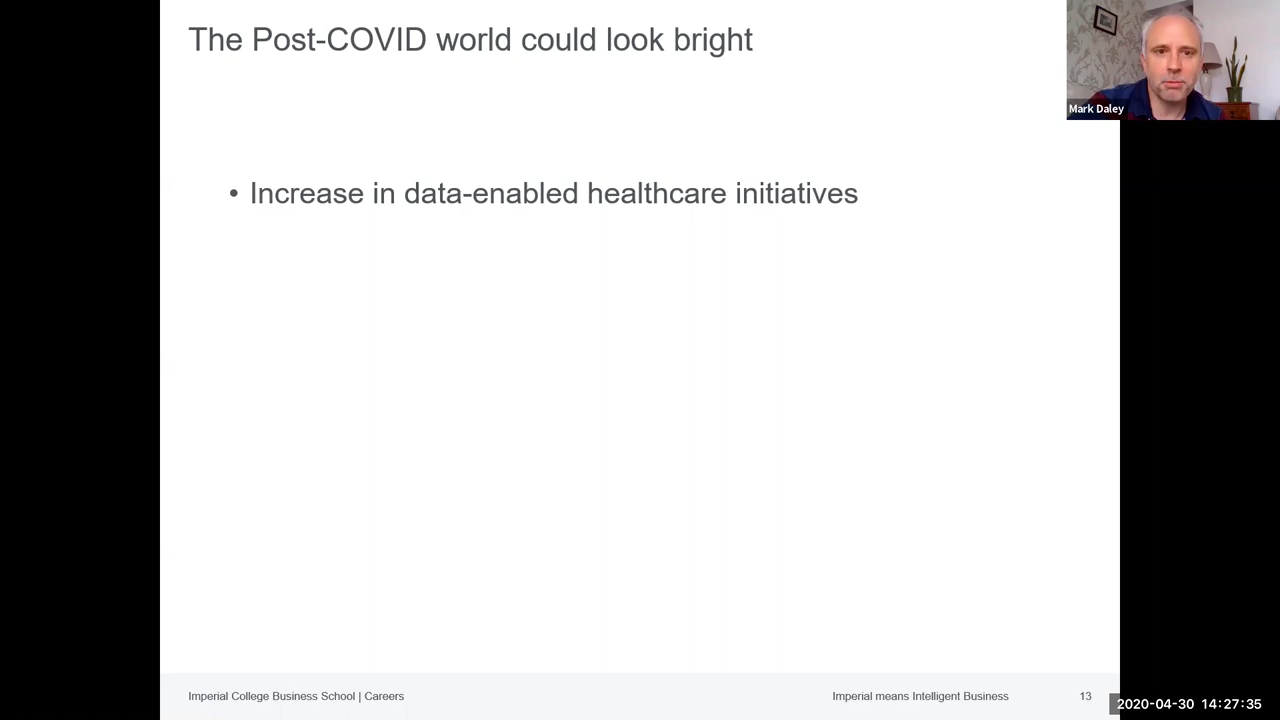 The Post-COVID world could look bright
Mark Daley
• Increase in data-enabled healthcare initiatives
Imperial College Business School | Careers
Imperial means Intelligent Business
13
2020-04-30 14:27:35